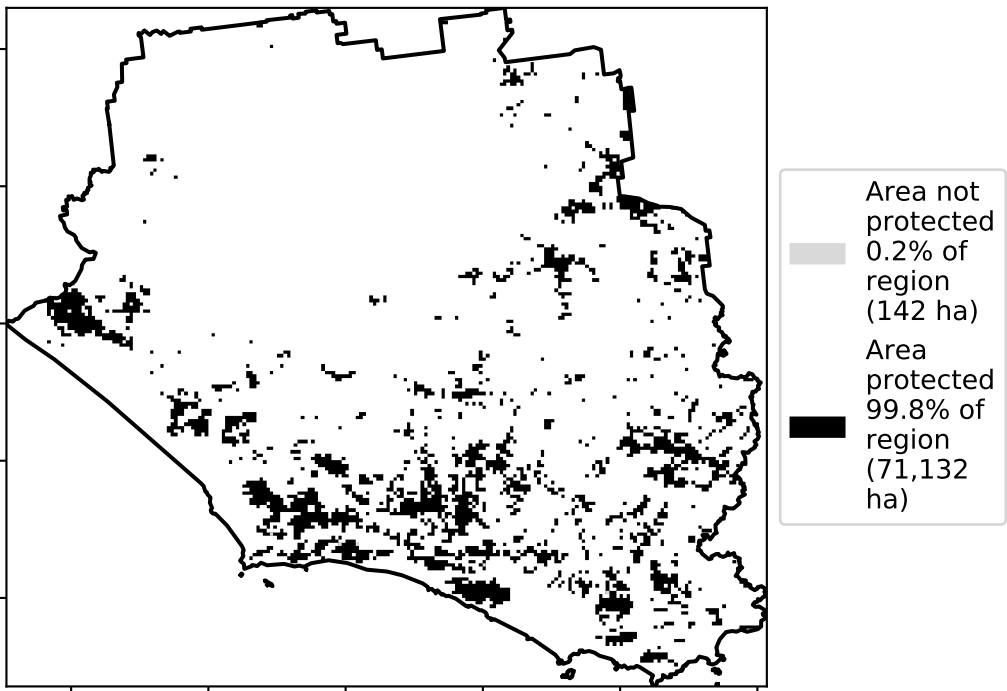 Area not
protected
0.2% of
region
(142 ha)
Area
protected
99.8% of
region
(71,132
ha)